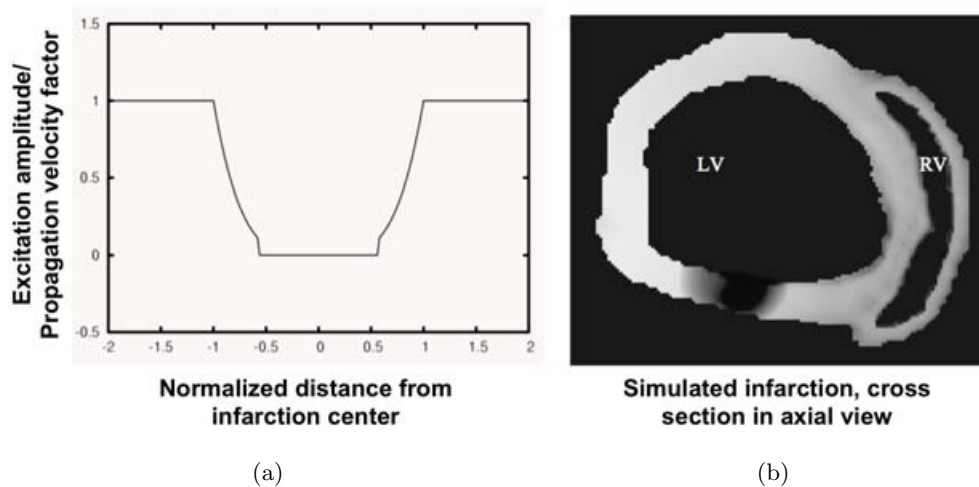 1.5
1
0.5
0
-0.5
-2 -1.5 -1 -0.5 0 0.5 1 1.5 2
Excitation amplitude/
Propagation velocity factor
Normalized distance from
infarction center
LV
RV
Simulated infarction, cross
section in axial view
(a)
(b)